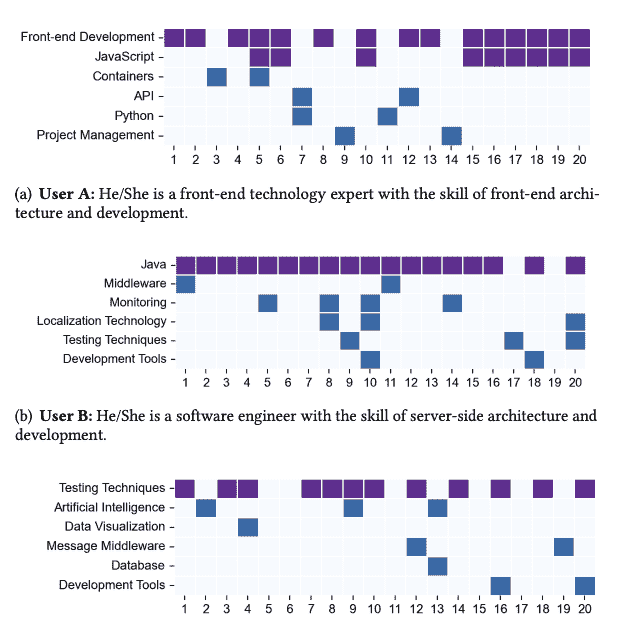 Front-end Development
JavaScript
Containers
API
Python
Project Management
1 2 3 4 5 6 7 8 9 10 11 12 13 14 15 16 17 18 19 20
(a) User A: He/She is a front-end technology expert with the skill of front-end archi-
tecture and development.
Java
Middleware
Monitoring
Localization Technology
Testing Techniques
Development Tools
1 2 3 4 5 6 7 8 9 10 11 12 13 14 15 16 17 18 19 20
(b) User B: He/She is a software engineer with the skill of server-side architecture and
development.
Testing Techniques
Artificial Intelligence
Data Visualization
Message Middleware
Database
Development Tools
1 2 3 4 5 6 7 8 9 10 11 12 13 14 15 16 17 18 19 20